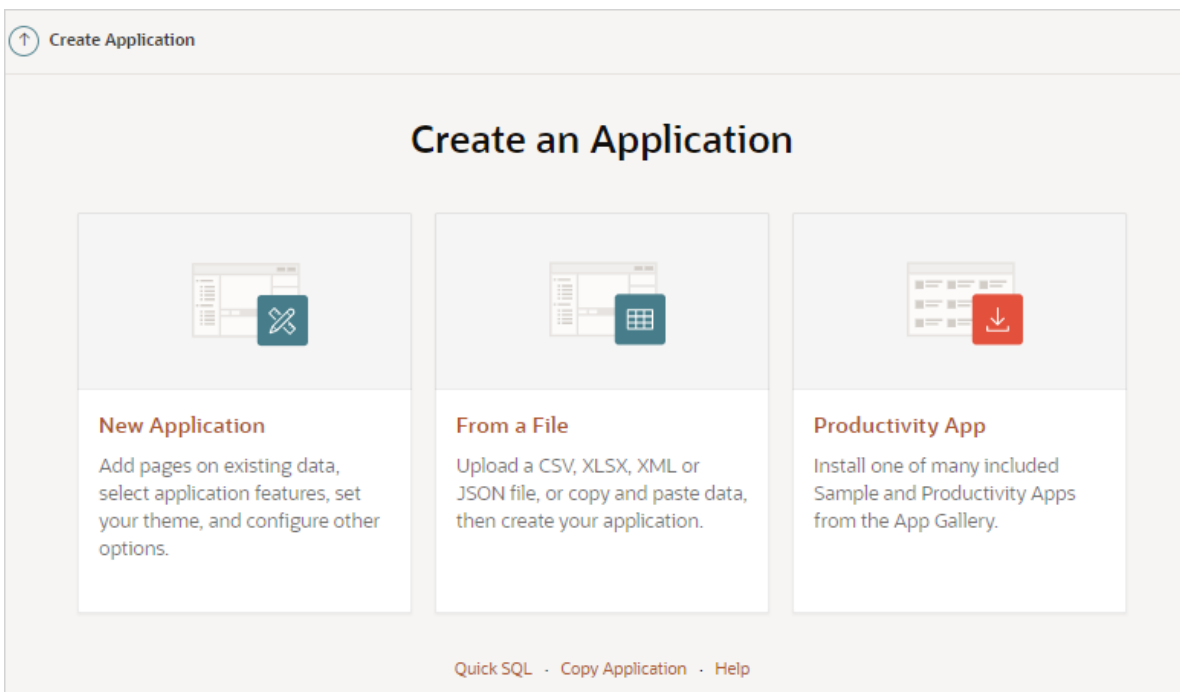 Create Application
Create an Application
New Application
Add pages on existing data,
select application features, set
your theme, and configure other
options.
From a File
Upload a CSV, XLSX, XML or
JSON file, or copy and paste data,
then create your application.
Productivity App
Install one of many included
Sample and Productivity Apps
from the App Gallery.
Quick SQL · Copy Application · Help